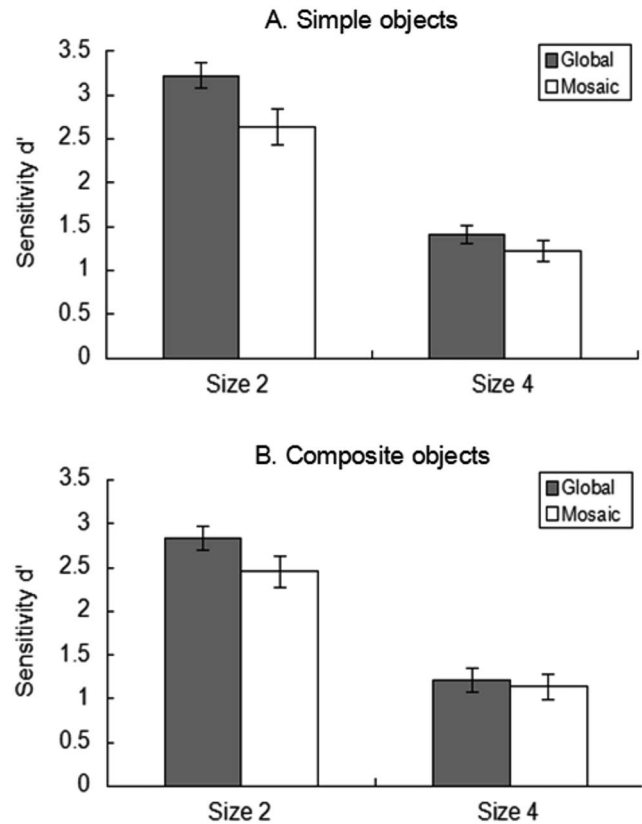 A. Simple objects
3.5
3
2.5
2
1.5
1
0.5
0
Sensitivity d'
Global
Mosaic
Size 2
Size 4
B. Composite objects
3.5
3
2.5
2
1.5
1
0.5
0
Sensitivity d'
Global
Mosaic
Size 2
Size 4